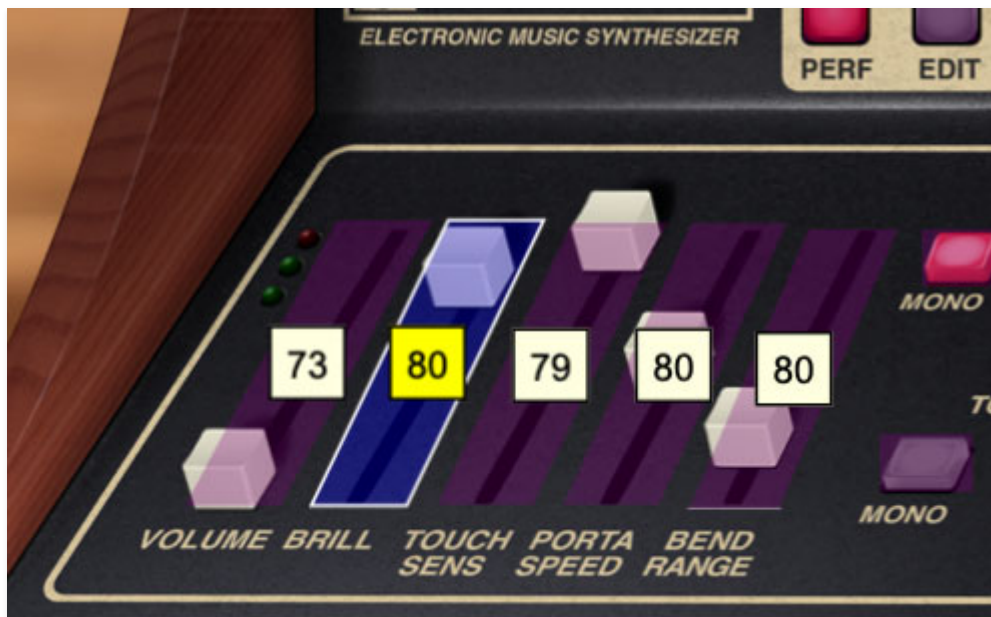 ELECTRONIC MUSIC SYNTHESIZER
PERF EDIT
73 80 79 80 80
MONO
MONO
VOLUME BRILL TOUCH PORTA BEND
SENS SPEED RANGE